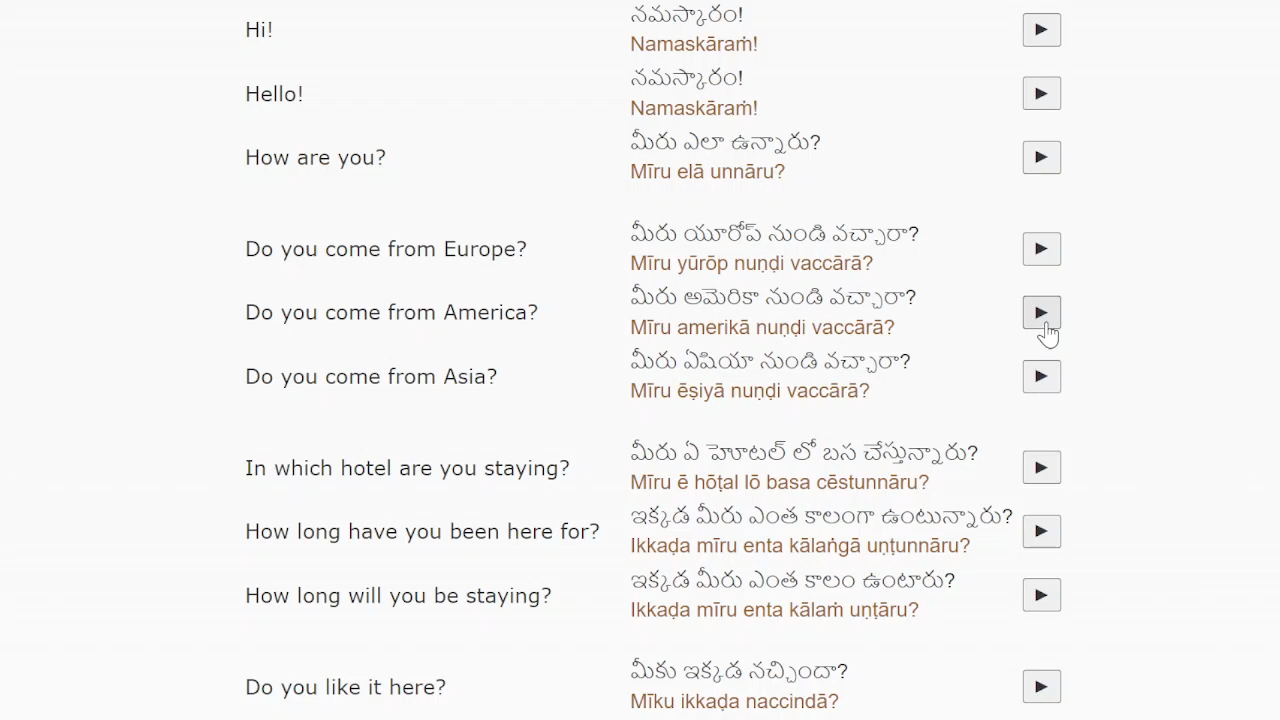 Hi!
నమస్కారం!
Namaskāraṁ!
Hello!
నమస్కారం!
Namaskāraṁ!
How are you?
మీరు ఎలా ఉన్నారు?
Mīru elā unnāru?
Do you come from Europe?
మీరు యూరోప్ నుండి వచ్చారా?
Mīru yūrōp nuṇḍi vaccārā?
Do you come from America?
మీరు అమెరికా నుండి వచ్చారా?
Mīru amerikā nuṇḍi vaccārā?
Do you come from Asia?
మీరు ఏషియా నుండి వచ్చారా?
Mīru ēṣiyā nuṇḍi vaccārā?
In which hotel are you staying?
మీరు ఏ హెూటల్ లో బస చేస్తున్నారు?
Mīru ē hōṭal lō basa cēstunnāru?
How long have you been here for?
ఇక్కడ మీరు ఎంత కాలంగా ఉంటున్నారు?
Ikkaḍa mīru enta kālaṅgā uṇṭunnāru?
How long will you be staying?
ఇక్కడ మీరు ఎంత కాలం ఉంటారు?
Ikkaḍa mīru enta kālaṁ uṇṭāru?
Do you like it here?
మీకు ఇక్కడ నచ్చిందా?
Mīku ikkaḍa naccindā?